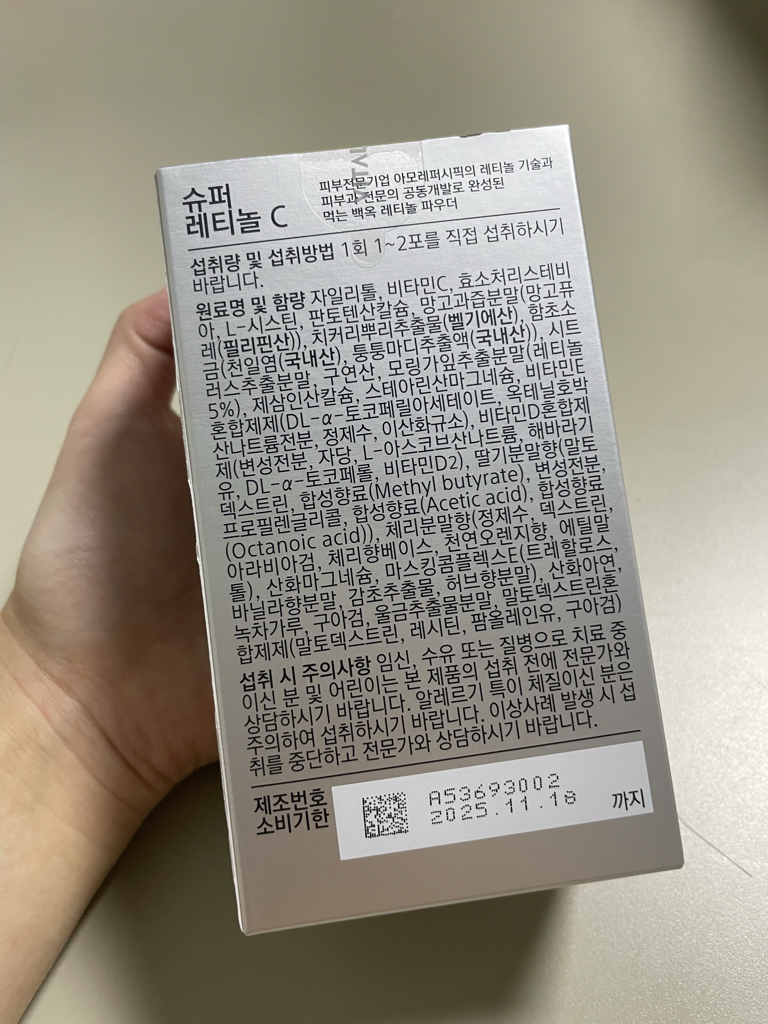 슈퍼
레티놀 C
피부전문기업 아모레퍼시픽의 레티놀 기술과
피부과 전문의 공동개발로 완성된
먹는 백옥 레티놀 파우더
VITAL
섭취량 및 섭취방법 1회 1~2포를 직접 섭취하시기
바랍니다.
원료명 및 함량 자일리톨, 비타민C, 효소처리스테비
아, L-시스틴, 판토텐산칼슘, 망고과즙분말(망고퓨
레(필리핀산)), 치커리뿌리추출물(벨기에산), 함초소
금(천일염(국내산), 퉁퉁마디추출액(국내산)), 시트
러스추출분말, 구연산, 모링가잎추출분말(레티놀
5%), 제삼인산칼슘, 스테아린산마그네슘, 비타민E
혼합제제(DL-α-토코페릴아세테이트, 옥테닐호박
산나트륨전분, 정제수, 이산화규소), 비타민D혼합제
제(변성전분, 자당, L-아스코브산나트륨, 해바라기
유, DL-α-토코페롤, 비타민D2), 딸기분말향(말토
덱스트린, 합성향료(Methyl butyrate), 변성전분,
프로필렌글리콜, 합성향료(Acetic acid), 합성향료
(Octanoic acid)), 체리분말향(정제수, 덱스트린,
아라비아검, 체리향베이스, 천연오렌지향, 에틸말
톨), 산화마그네슘, 마스킹콤플렉스E(트레할로스,
바닐라향분말, 감초추출물, 허브향분말), 산화아연,
녹차가루, 구아검, 울금추출물분말, 말토덱스트린혼
합제제(말토덱스트린, 레시틴, 팜올레인유, 구아검)
섭취 시 주의사항 임신, 수유 또는 질병으로 치료 중
이신 분 및 어린이는 본 제품의 섭취 전에 전문가와
상담하시기 바랍니다. 알레르기 특이 체질이신 분은
주의하여 섭취하시기 바랍니다. 이상사례 발생 시 섭
취를 중단하고 전문가와 상담하시기 바랍니다.
제조번호 A53693002
소비기한 2025.11.18 까지